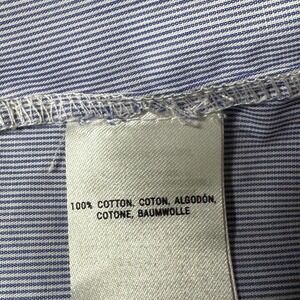 100% COTTON, COTON, ALGODÓN,
COTONE, BAUMWOLLE